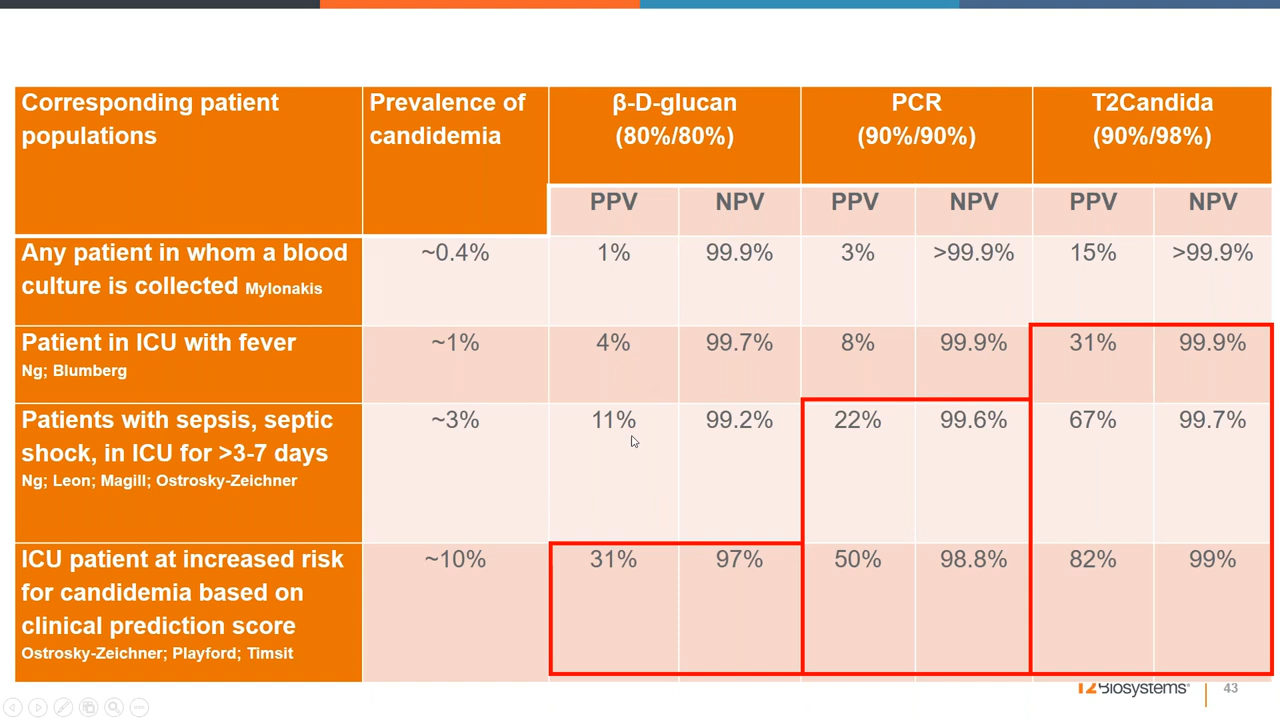 Corresponding patient populations
Prevalence of candidemia
β-D-glucan (80%/80%)
PCR (90%/90%)
T2Candida (90%/98%)
PPV NPV PPV NPV PPV NPV
Any patient in whom a blood
culture is collected Mylonakis
~0.4% 1% 99.9% 3% >99.9% 15% >99.9%
Patient in ICU with fever
Ng; Blumberg
~1% 4% 99.7% 8% 99.9% 31% 99.9%
Patients with sepsis, septic
shock, in ICU for >3-7 days
Ng; Leon; Magill; Ostrosky-Zeichner
~3% 11% 99.2% 22% 99.6% 67% 99.7%
ICU patient at increased risk
for candidemia based on
clinical prediction score
Ostrosky-Zeichner; Playford; Timsit
~10% 31% 97% 50% 98.8% 82% 99%
T2Biosystems® 43